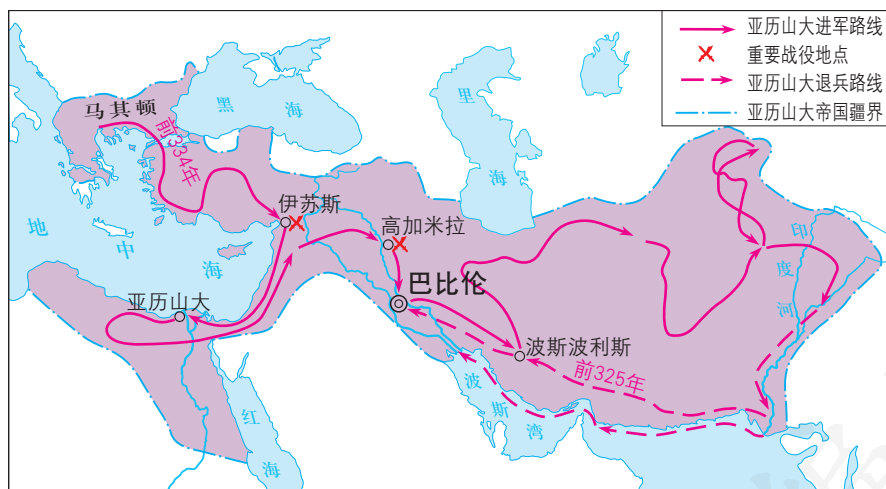 亚历山大进军路线
重要战役地点
亚历山大退兵路线
亚历山大帝国疆界
马其顿
黑海
里海
前334年
伊苏斯
高加米拉
地中海
印度河
巴比伦
亚历山大
波斯波利斯
前325年
波斯湾
红海